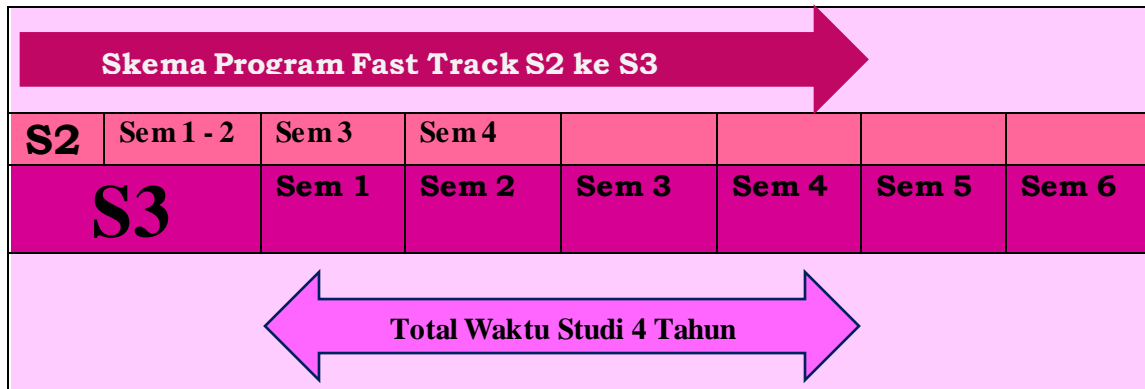 Skema Program Fast Track S2 ke S3
S2 Sem 1 - 2 Sem 3 Sem 4
S3 Sem 1 Sem 2 Sem 3 Sem 4 Sem 5 Sem 6
Total Waktu Studi 4 Tahun